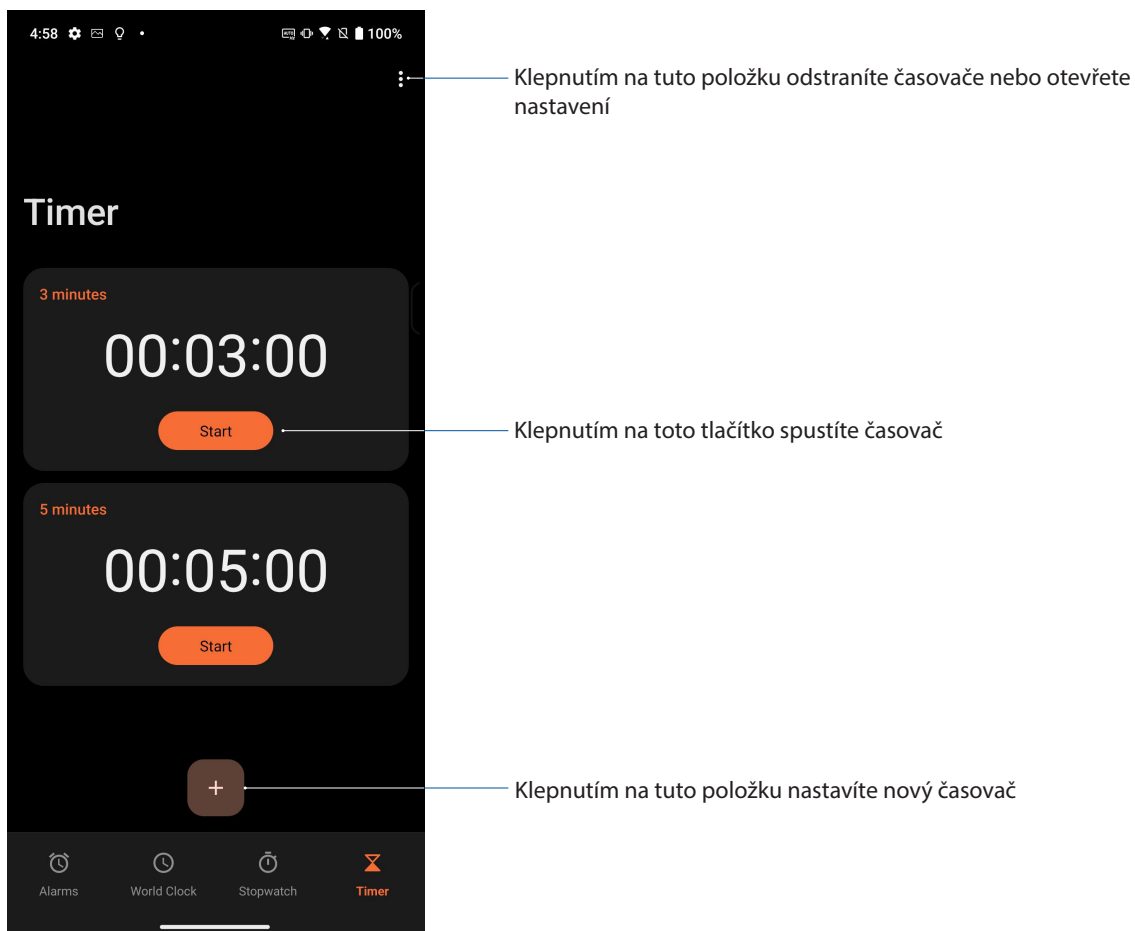 4:58
100%
Klepnutím na tuto položku odstraníte časovače nebo otevřete
nastavení
Timer
3 minutes
00:03:00
Start
Klepnutím na toto tlačítko spustíte časovač
5 minutes
00:05:00
Start
+
Klepnutím na tuto položku nastavíte nový časovač
Alarms World Clock Stopwatch Timer